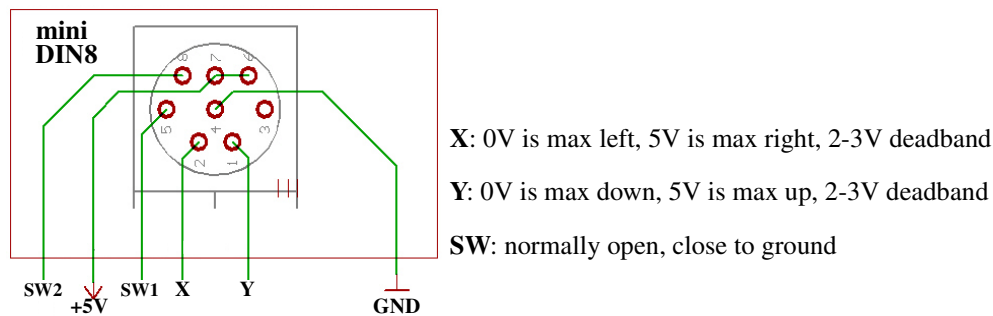 mini
DIN8
8 7 6
5 4 3
2 1
X: 0V is max left, 5V is max right, 2-3V deadband
Y: 0V is max down, 5V is max up, 2-3V deadband
SW: normally open, close to ground
SW2 +5V SW1 X Y GND